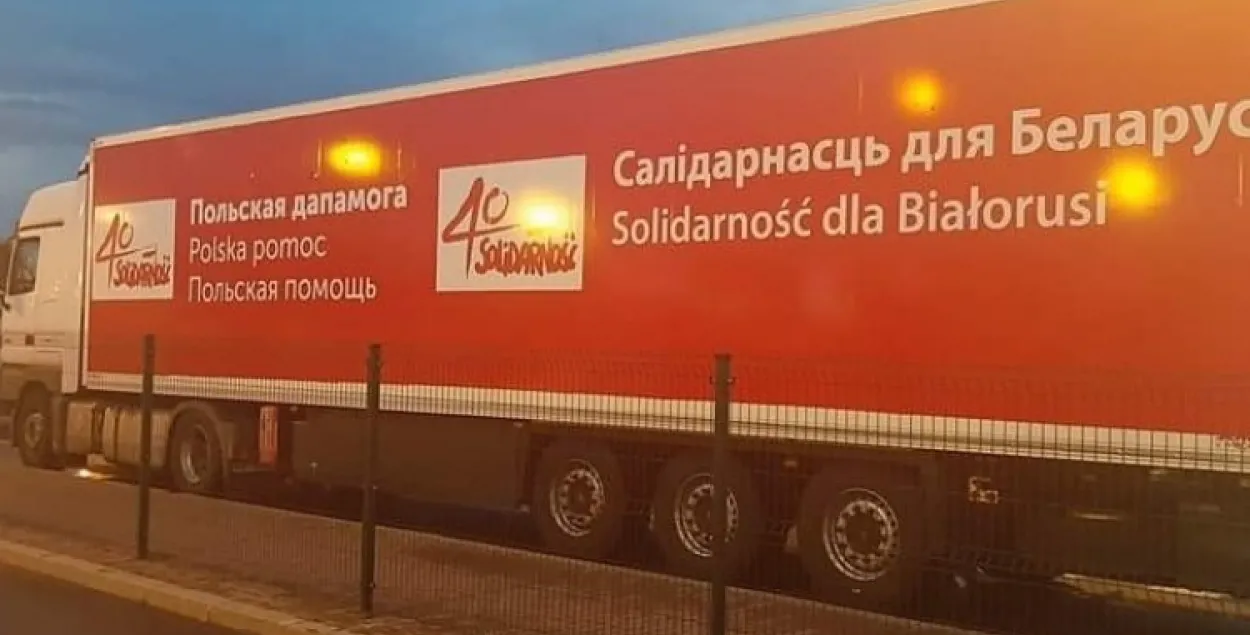 40
SOLIDARNOŚĆ
Польская дапамога
Polska pomoc
Польская помощь
40
SOLIDARNOŚĆ
Салідарнасць для Беларус
Solidarność dla Białorusi